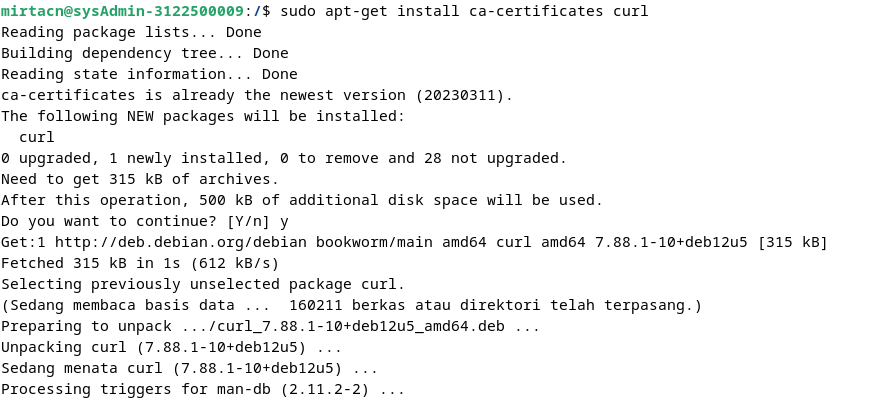 mirtacn@sysAdmin-3122500009:/$ sudo apt-get install ca-certificates curl
Reading package lists... Done
Building dependency tree... Done
Reading state information... Done
ca-certificates is already the newest version (20230311).
The following NEW packages will be installed:
  curl
0 upgraded, 1 newly installed, 0 to remove and 28 not upgraded.
Need to get 315 kB of archives.
After this operation, 500 kB of additional disk space will be used.
Do you want to continue? [Y/n] y
Get:1 http://deb.debian.org/debian bookworm/main amd64 curl amd64 7.88.1-10+deb12u5 [315 kB]
Fetched 315 kB in 1s (612 kB/s)
Selecting previously unselected package curl.
(Sedang membaca basis data ...  160211 berkas atau direktori telah terpasang.)
Preparing to unpack .../curl_7.88.1-10+deb12u5_amd64.deb ...
Unpacking curl (7.88.1-10+deb12u5) ...
Sedang menata curl (7.88.1-10+deb12u5) ...
Processing triggers for man-db (2.11.2-2) ...